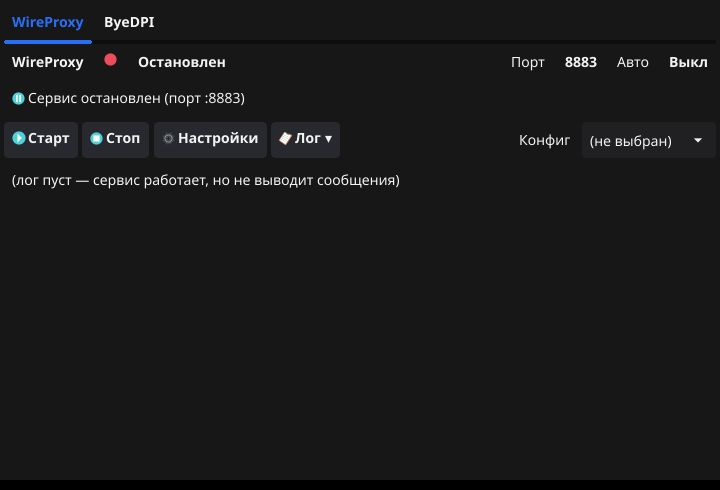 WireProxy ByeDPI
WireProxy Остановлен Порт 8883 Авто Выкл
Сервис остановлен (порт :8883)
Старт Стоп Настройки Лог ▾ Конфиг (не выбран)
(лог пуст — сервис работает, но не выводит сообщения)